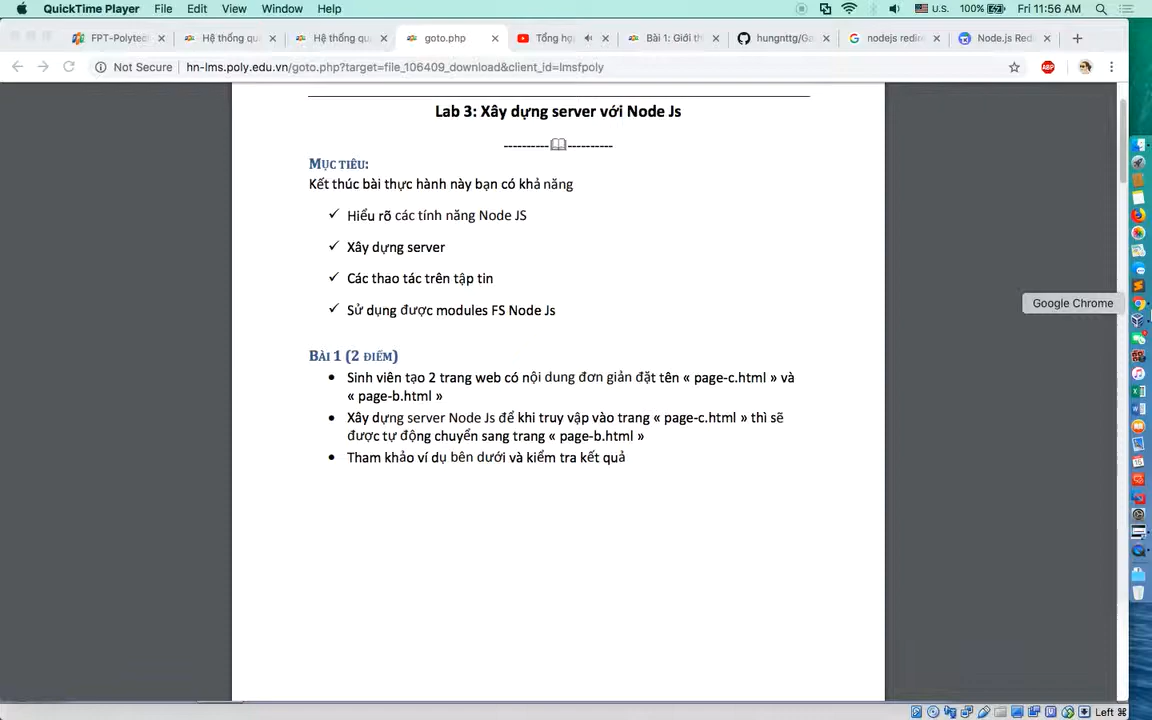 QuickTime Player File Edit View Window Help U.S. 100% Fri 11:56 AM
FPT-Polytec Hệ thống qu Hệ thống qu goto.php Tổng hợ Bài 1: Giới th hungnttg/Ga nodejs redire Node.js Red
Not Secure hn-lms.poly.edu.vn/goto.php?target=file_106409_download&client_id=lmsfpoly
Lab 3: Xây dựng server với Node Js
MỤC TIÊU:
Kết thúc bài thực hành này bạn có khả năng
✓ Hiểu rõ các tính năng Node JS
✓ Xây dựng server
✓ Các thao tác trên tập tin
✓ Sử dụng được modules FS Node Js
Google Chrome
BÀI 1 (2 ĐIỂM)
• Sinh viên tạo 2 trang web có nội dung đơn giản đặt tên « page-c.html » và
« page-b.html »
• Xây dựng server Node Js để khi truy vập vào trang « page-c.html » thì sẽ
được tự động chuyển sang trang « page-b.html »
• Tham khảo ví dụ bên dưới và kiểm tra kết quả
Left ⌘